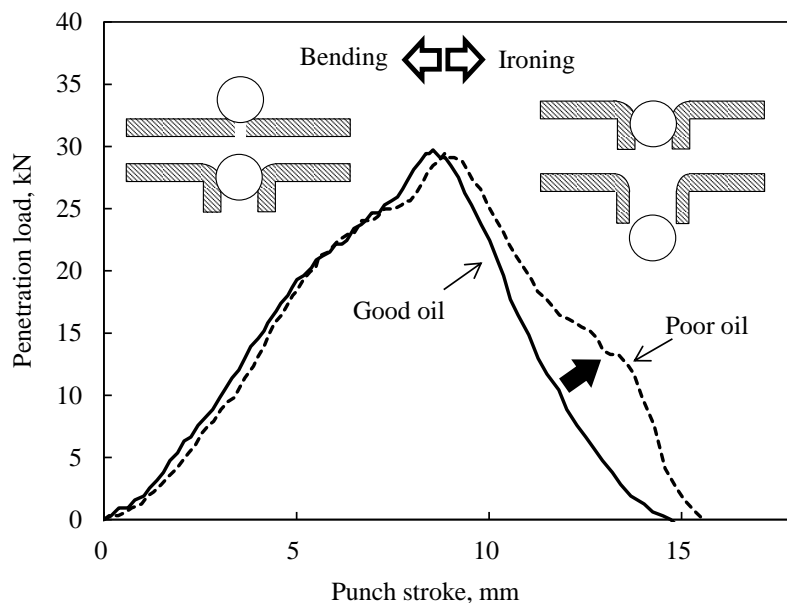 40
35
30
25
20
15
10
5
0
Penetration load, kN
Bending
Ironing
Good oil
Poor oil
0
5
10
15
Punch stroke, mm